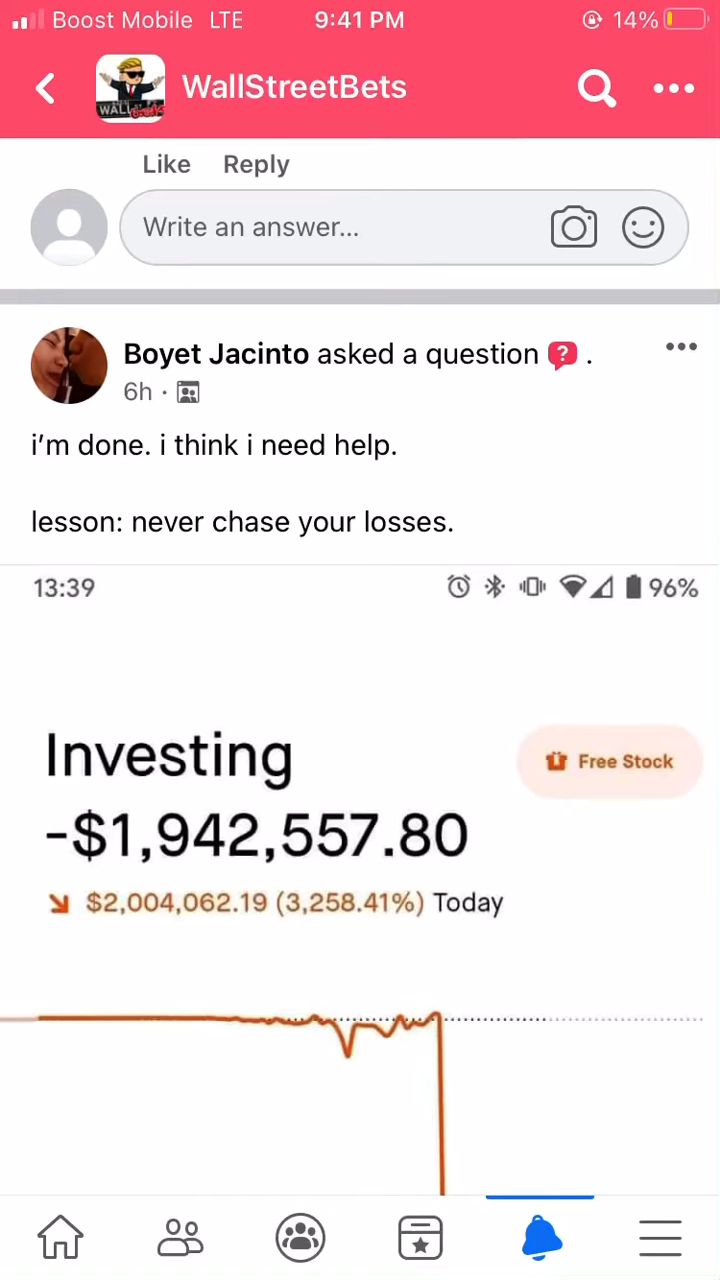 Boost Mobile LTE 9:41 PM 14%
WallStreetBets
WALL
Like Reply
Write an answer...
Boyet Jacinto asked a question ? .
6h ·
i'm done. i think i need help.
lesson: never chase your losses.
13:39 96%
Investing
Free Stock
-$1,942,557.80
$2,004,062.19 (3,258.41%) Today